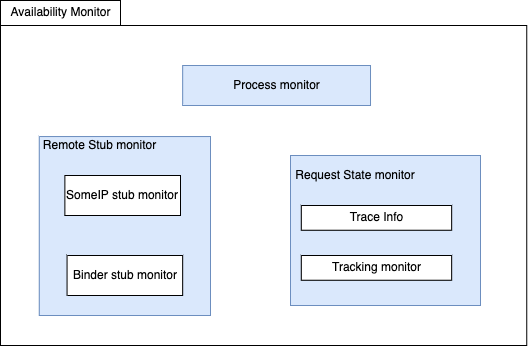 Availability Monitor
Process monitor
Remote Stub monitor
SomeIP stub monitor
Binder stub monitor
Request State monitor
Trace Info
Tracking monitor